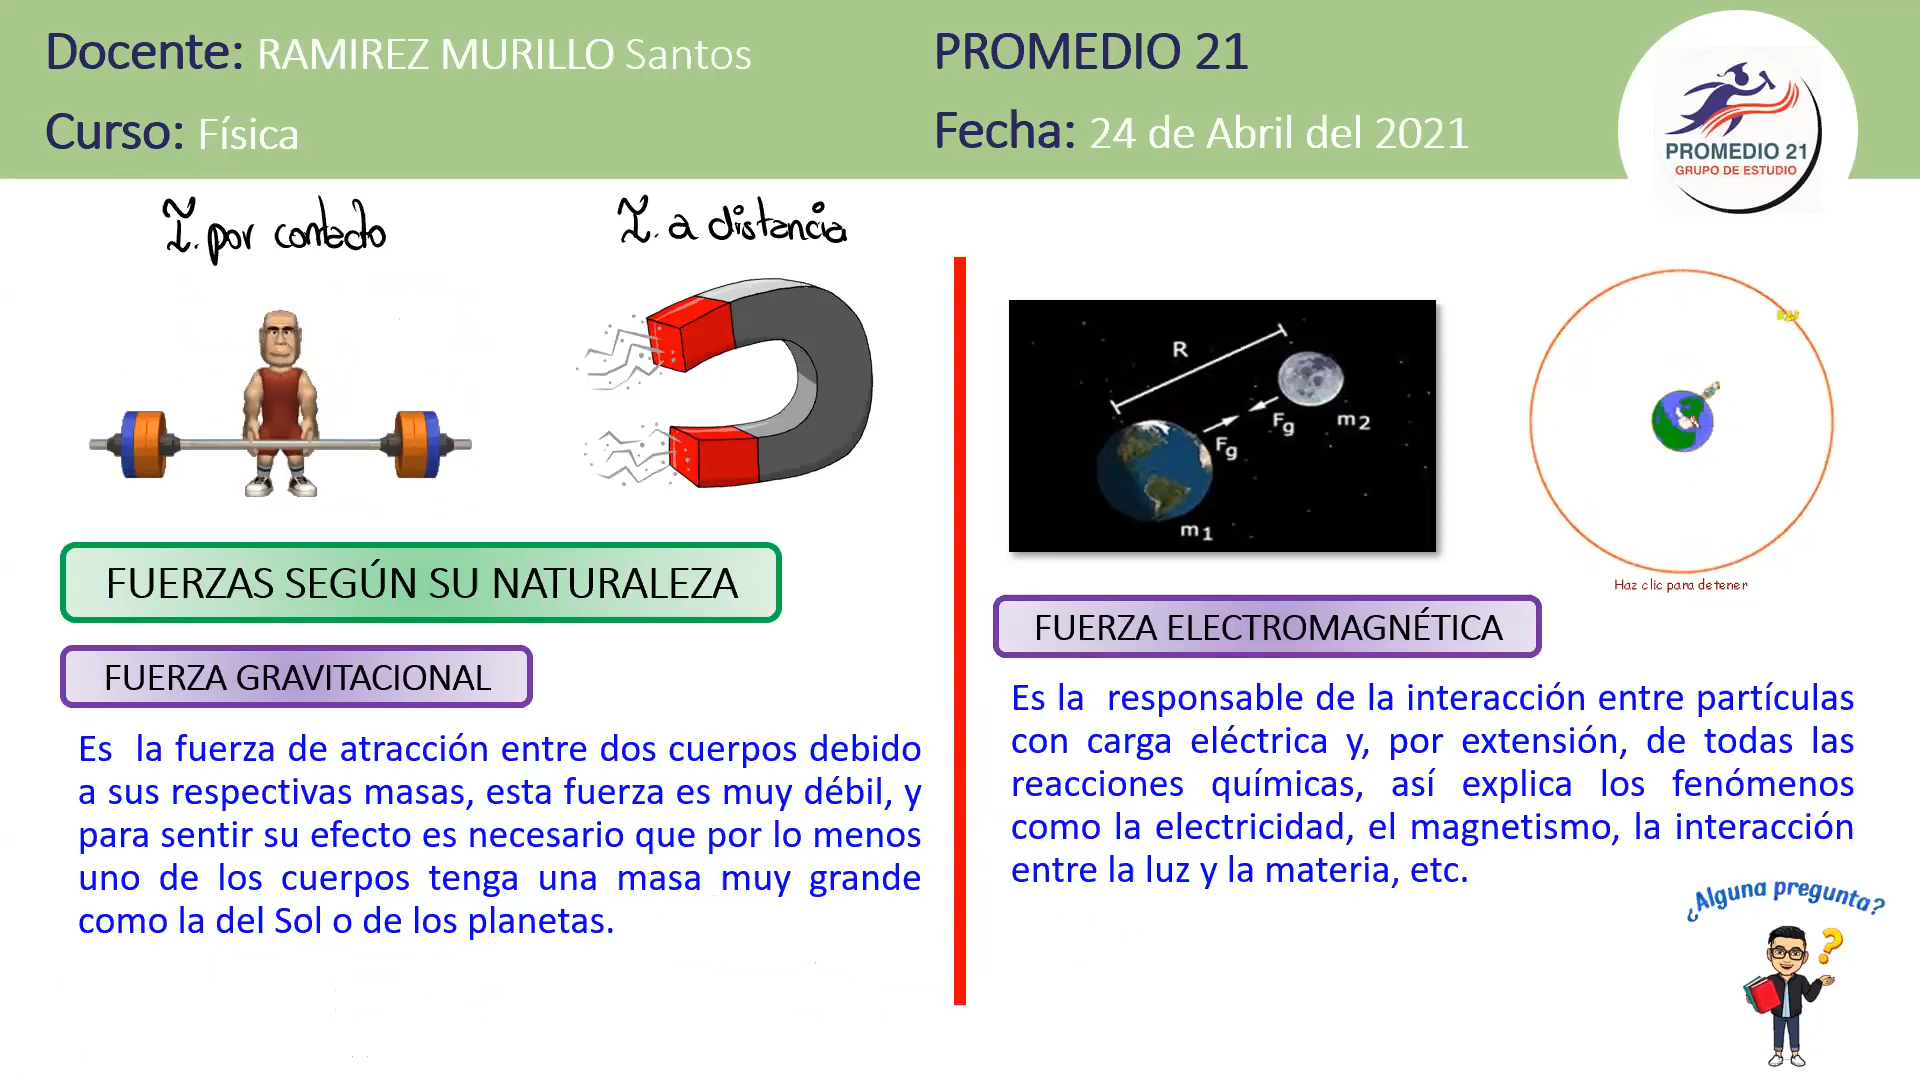 Docente: RAMIREZ MURILLO Santos
Curso: Física
PROMEDIO 21
Fecha: 24 de Abril del 2021
PROMEDIO 21
GRUPO DE ESTUDIO
I. por contacto
I. a distancia
FUERZAS SEGÚN SU NATURALEZA
FUERZA GRAVITACIONAL
Es la fuerza de atracción entre dos cuerpos debido
a sus respectivas masas, esta fuerza es muy débil, y
para sentir su efecto es necesario que por lo menos
uno de los cuerpos tenga una masa muy grande
como la del Sol o de los planetas.
R
Fg
Fg
m2
m1
Haz clic para detener
FUERZA ELECTROMAGNÉTICA
Es la responsable de la interacción entre partículas
con carga eléctrica y, por extensión, de todas las
reacciones químicas, así explica los fenómenos
como la electricidad, el magnetismo, la interacción
entre la luz y la materia, etc.
¿Alguna pregunta?